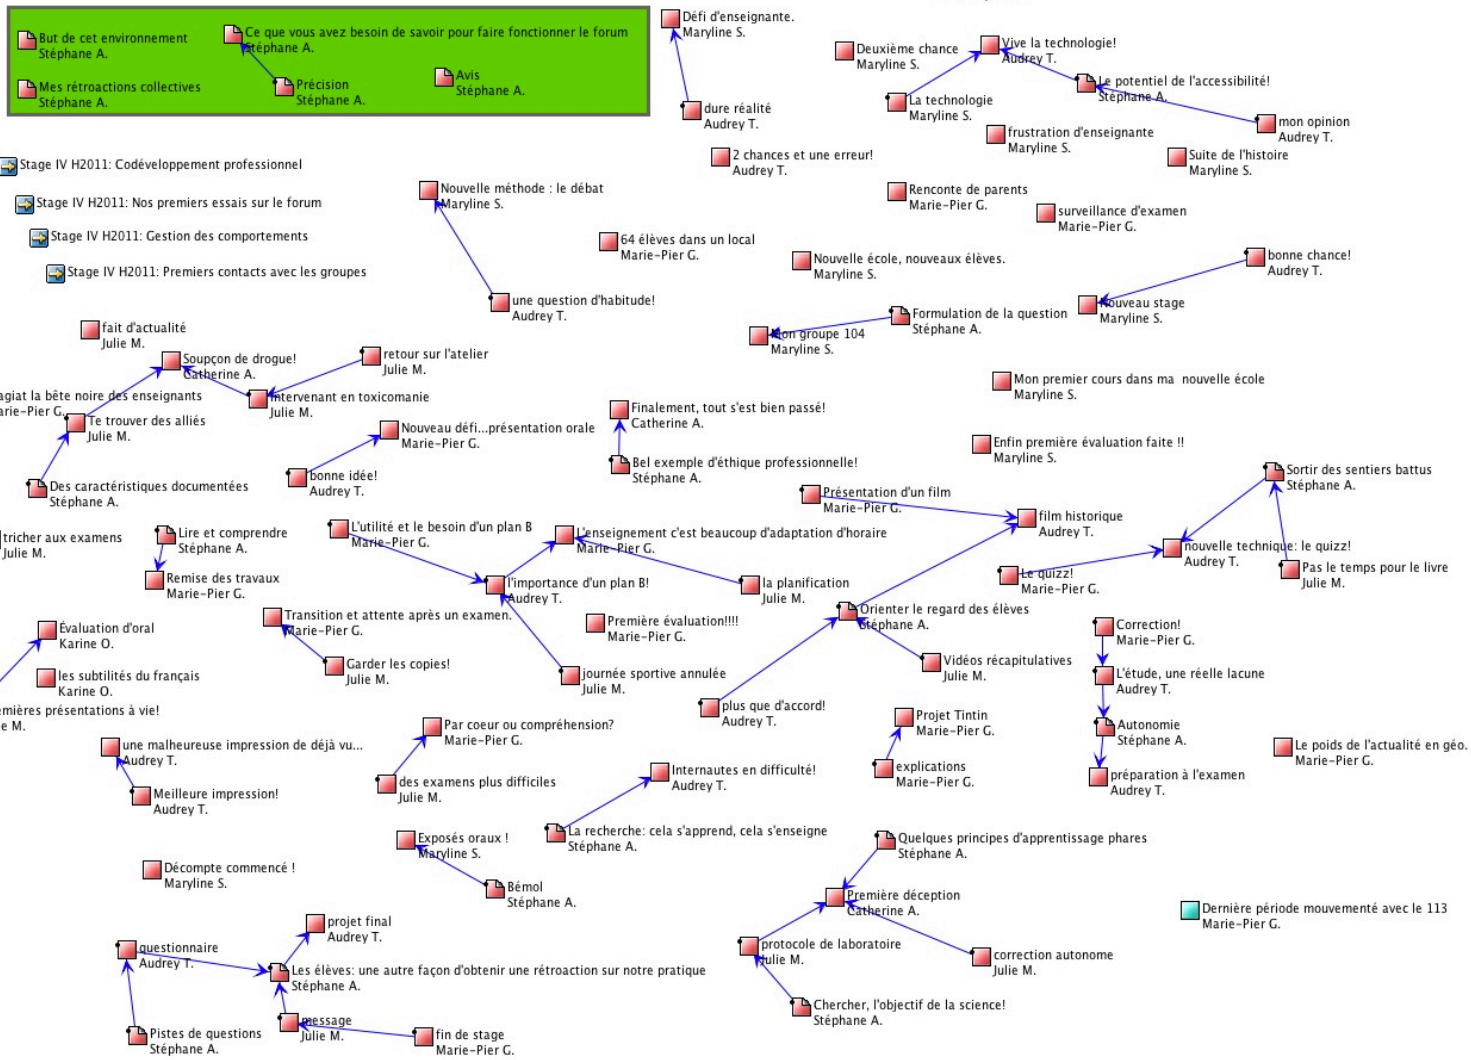 But de cet environnement
Stéphane A.
Ce que vous avez besoin de savoir pour faire fonctionner le forum
Stéphane A.
Mes rétroactions collectives
Stéphane A.
Précision
Stéphane A.
Avis
Stéphane A.
Défi d'enseignante.
Maryline S.
dure réalité
Audrey T.
2 chances et une erreur!
Audrey T.
Deuxième chance
Maryline S.
Vive la technologie!
Audrey T.
La technologie
Maryline S.
Le potentiel de l'accessibilité!
Stéphane A.
mon opinion
Audrey T.
frustration d'enseignante
Maryline S.
Suite de l'histoire
Maryline S.
Stage IV H2011: Codéveloppement professionnel
Stage IV H2011: Nos premiers essais sur le forum
Stage IV H2011: Gestion des comportements
Stage IV H2011: Premiers contacts avec les groupes
Nouvelle méthode : le débat
Maryline S.
une question d'habitude!
Audrey T.
64 élèves dans un local
Marie-Pier G.
Renconte de parents
Marie-Pier G.
surveillance d'examen
Marie-Pier G.
Nouvelle école, nouveaux élèves.
Maryline S.
bonne chance!
Audrey T.
Nouveau stage
Maryline S.
Formulation de la question
Stéphane A.
Mon groupe 104
Maryline S.
fait d'actualité
Julie M.
Soupçon de drogue!
Catherine A.
retour sur l'atelier
Julie M.
agiat la bête noire des enseignants
arie-Pier G.
Intervenant en toxicomanie
Julie M.
Te trouver des alliés
Julie M.
Des caractéristiques documentées
Stéphane A.
Nouveau défi...présentation orale
Marie-Pier G.
bonne idée!
Audrey T.
Finalement, tout s'est bien passé!
Catherine A.
Bel exemple d'éthique professionnelle!
Stéphane A.
Mon premier cours dans ma nouvelle école
Maryline S.
Enfin première évaluation faite !!
Maryline S.
Présentation d'un film
Marie-Pier G.
film historique
Audrey T.
Sortir des sentiers battus
Stéphane A.
nouvelle technique: le quizz!
Audrey T.
Le quizz!
Marie-Pier G.
Pas le temps pour le livre
Julie M.
tricher aux examens
Julie M.
Lire et comprendre
Stéphane A.
Remise des travaux
Marie-Pier G.
L'utilité et le besoin d'un plan B
Marie-Pier G.
L'enseignement c'est beaucoup d'adaptation d'horaire
Marie-Pier G.
l'importance d'un plan B!
Audrey T.
la planification
Julie M.
Transition et attente après un examen.
Marie-Pier G.
Garder les copies!
Julie M.
Première évaluation!!!!
Marie-Pier G.
journée sportive annulée
Julie M.
Orienter le regard des élèves
Stéphane A.
Vidéos récapitulatives
Julie M.
plus que d'accord!
Audrey T.
Correction!
Marie-Pier G.
L'étude, une réelle lacune
Audrey T.
Autonomie
Stéphane A.
préparation à l'examen
Audrey T.
Évaluation d'oral
Karine O.
les subtilités du français
Karine O.
emières présentations à vie!
e M.
une malheureuse impression de déjà vu...
Audrey T.
Meilleure impression!
Audrey T.
Par coeur ou compréhension?
Marie-Pier G.
des examens plus difficiles
Julie M.
Internautes en difficulté!
Audrey T.
La recherche: cela s'apprend, cela s'enseigne
Stéphane A.
Projet Tintin
Marie-Pier G.
explications
Marie-Pier G.
Le poids de l'actualité en géo.
Marie-Pier G.
Exposés oraux !
Maryline S.
Bémol
Stéphane A.
Décompte commencé !
Maryline S.
Quelques principes d'apprentissage phares
Stéphane A.
Première déception
Catherine A.
protocole de laboratoire
Julie M.
correction autonome
Julie M.
Chercher, l'objectif de la science!
Stéphane A.
Dernière période mouvementé avec le 113
Marie-Pier G.
projet final
Audrey T.
questionnaire
Audrey T.
Les élèves: une autre façon d'obtenir une rétroaction sur notre pratique
Stéphane A.
Pistes de questions
Stéphane A.
message
Julie M.
fin de stage
Marie-Pier G.